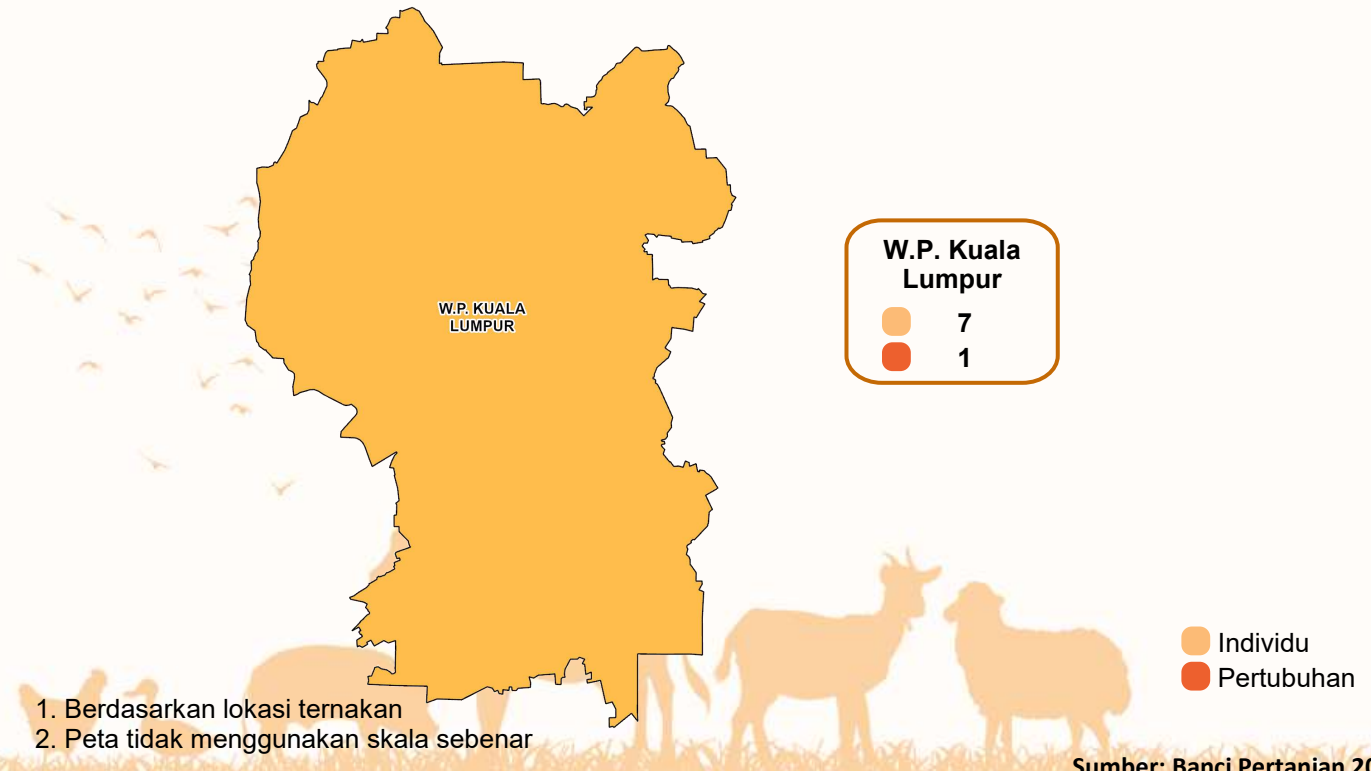 W.P. KUALA
LUMPUR
W.P. Kuala
Lumpur
7
1
Individu
Pertubuhan
1. Berdasarkan lokasi ternakan
2. Peta tidak menggunakan skala sebenar
Sumber: Banci Pertanian